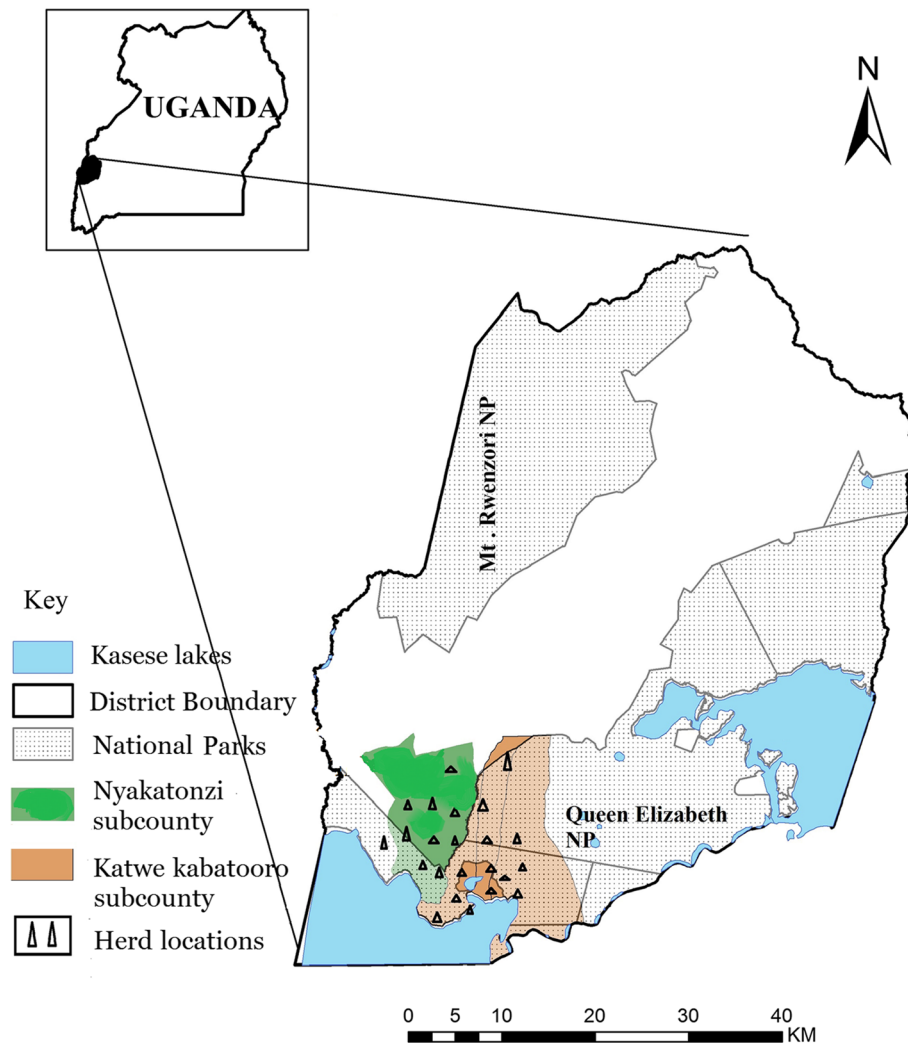 UGANDA
N
Mt . Rwenzori NP
Key
Kasese lakes
District Boundary
National Parks
Nyakatonzi
subcounty
Katwe kabatooro
subcounty
Herd locations
Queen Elizabeth
NP
0 5 10 20 30 40
KM